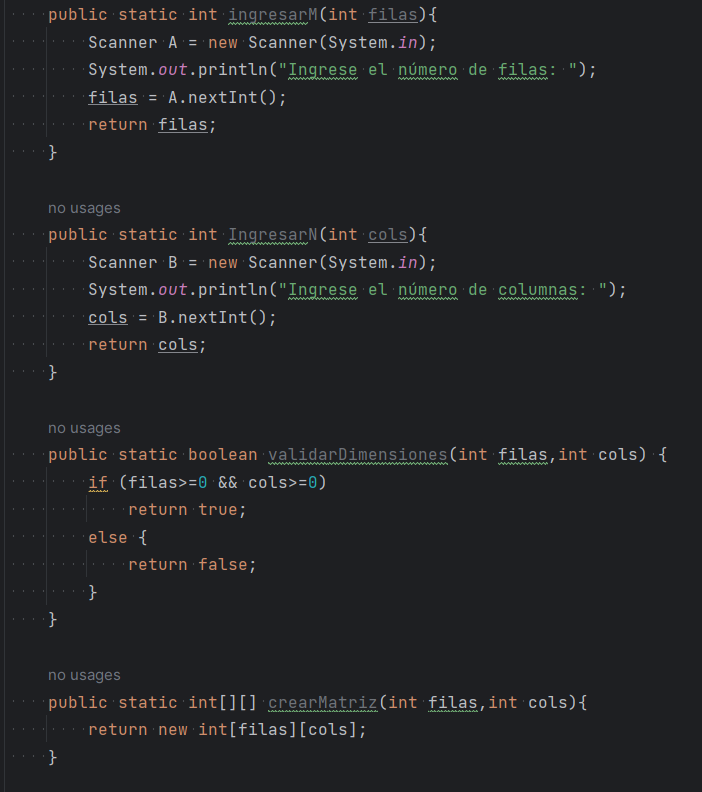 public static int ingresarM(int filas){
Scanner A = new Scanner(System.in);
System.out.println("Ingrese el número de filas: ");
filas = A.nextInt();
return filas;
}
no usages
public static int IngresarN(int cols){
Scanner B = new Scanner(System.in);
System.out.println("Ingrese el número de columnas: ");
cols = B.nextInt();
return cols;
}
no usages
public static boolean validarDimensiones(int filas,int cols) {
if (filas>=0 && cols>=0)
return true;
else {
return false;
}
}
no usages
public static int[][] crearMatriz(int filas,int cols){
return new int[filas][cols];
}